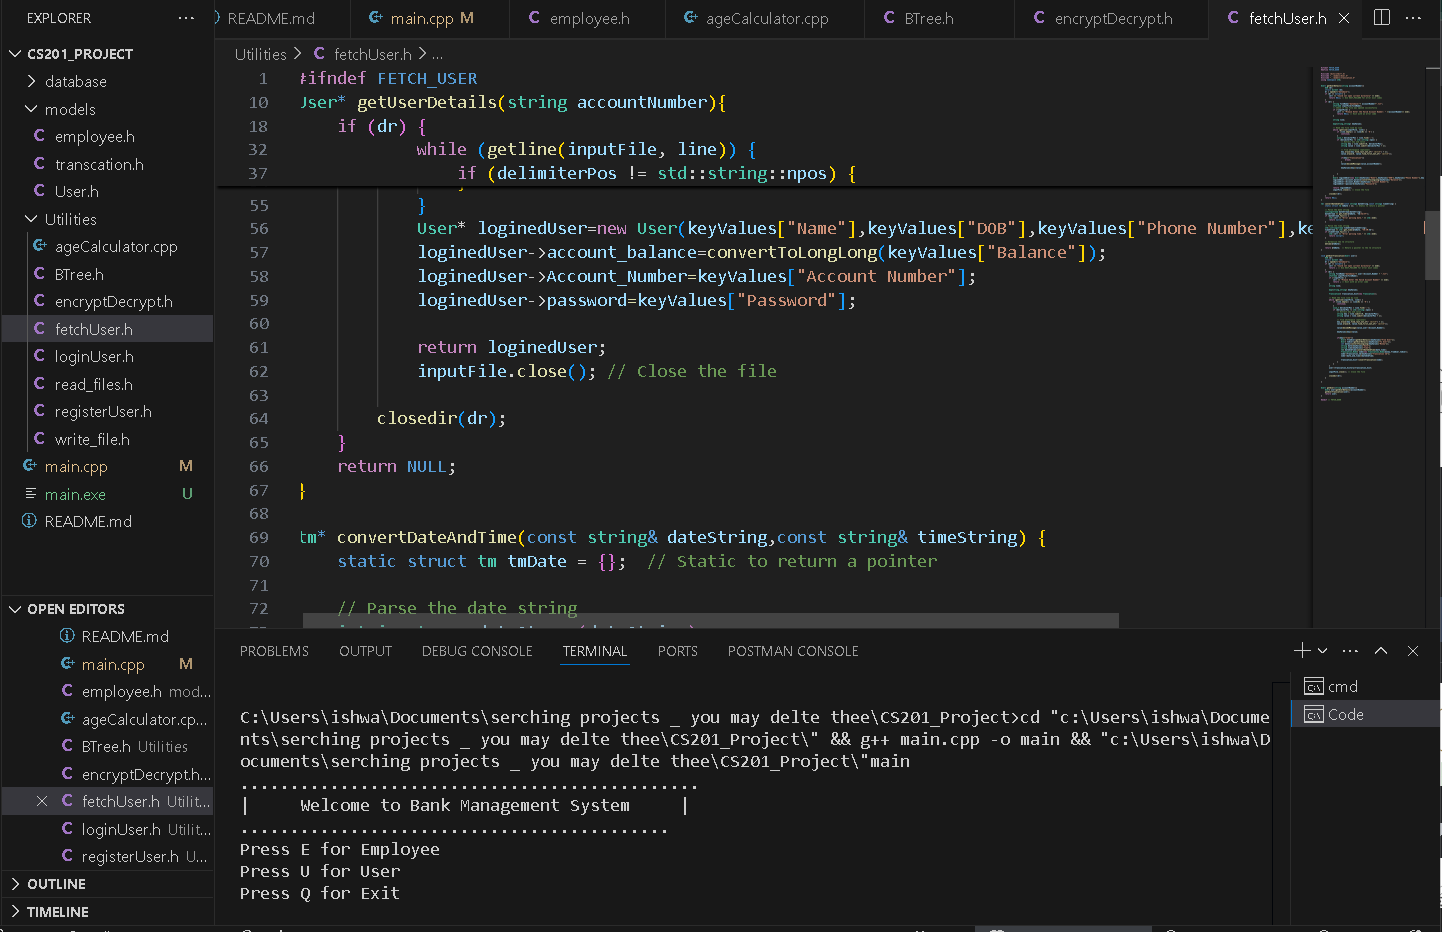 EXPLORER
CS201_PROJECT
database
models
employee.h
transcation.h
User.h
Utilities
ageCalculator.cpp
BTree.h
encryptDecrypt.h
fetchUser.h
loginUser.h
read_files.h
registerUser.h
write_file.h
main.cpp M
main.exe U
README.md
OPEN EDITORS
README.md
main.cpp M
employee.h mod...
ageCalculator.cp...
BTree.h Utilities
encryptDecrypt.h...
fetchUser.h Utilit...
loginUser.h Utilit...
registerUser.h U...
OUTLINE
TIMELINE
README.md main.cpp M employee.h ageCalculator.cpp BTree.h encryptDecrypt.h fetchUser.h
Utilities > fetchUser.h > ...
1 #ifndef FETCH_USER
10 User* getUserDetails(string accountNumber){
18 if (dr) {
32 while (getline(inputFile, line)) {
37 if (delimiterPos != std::string::npos) {
55 }
56 User* loginedUser=new User(keyValues["Name"],keyValues["DOB"],keyValues["Phone Number"],ke
57 loginedUser->account_balance=convertToLongLong(keyValues["Balance"]);
58 loginedUser->Account_Number=keyValues["Account Number"];
59 loginedUser->password=keyValues["Password"];
60
61 return loginedUser;
62 inputFile.close(); // Close the file
63
64 closedir(dr);
65 }
66 return NULL;
67 }
68
69 tm* convertDateAndTime(const string& dateString,const string& timeString) {
70 static struct tm tmDate = {}; // Static to return a pointer
71
72 // Parse the date string
PROBLEMS OUTPUT DEBUG CONSOLE TERMINAL PORTS POSTMAN CONSOLE
cmd
Code
C:\Users\ishwa\Documents\serching projects _ you may delte thee\CS201_Project>cd "c:\Users\ishwa\Docume
nts\serching projects _ you may delte thee\CS201_Project\" && g++ main.cpp -o main && "c:\Users\ishwa\D
ocuments\serching projects _ you may delte thee\CS201_Project\"main
..............................................
| Welcome to Bank Management System |
...........................................
Press E for Employee
Press U for User
Press Q for Exit